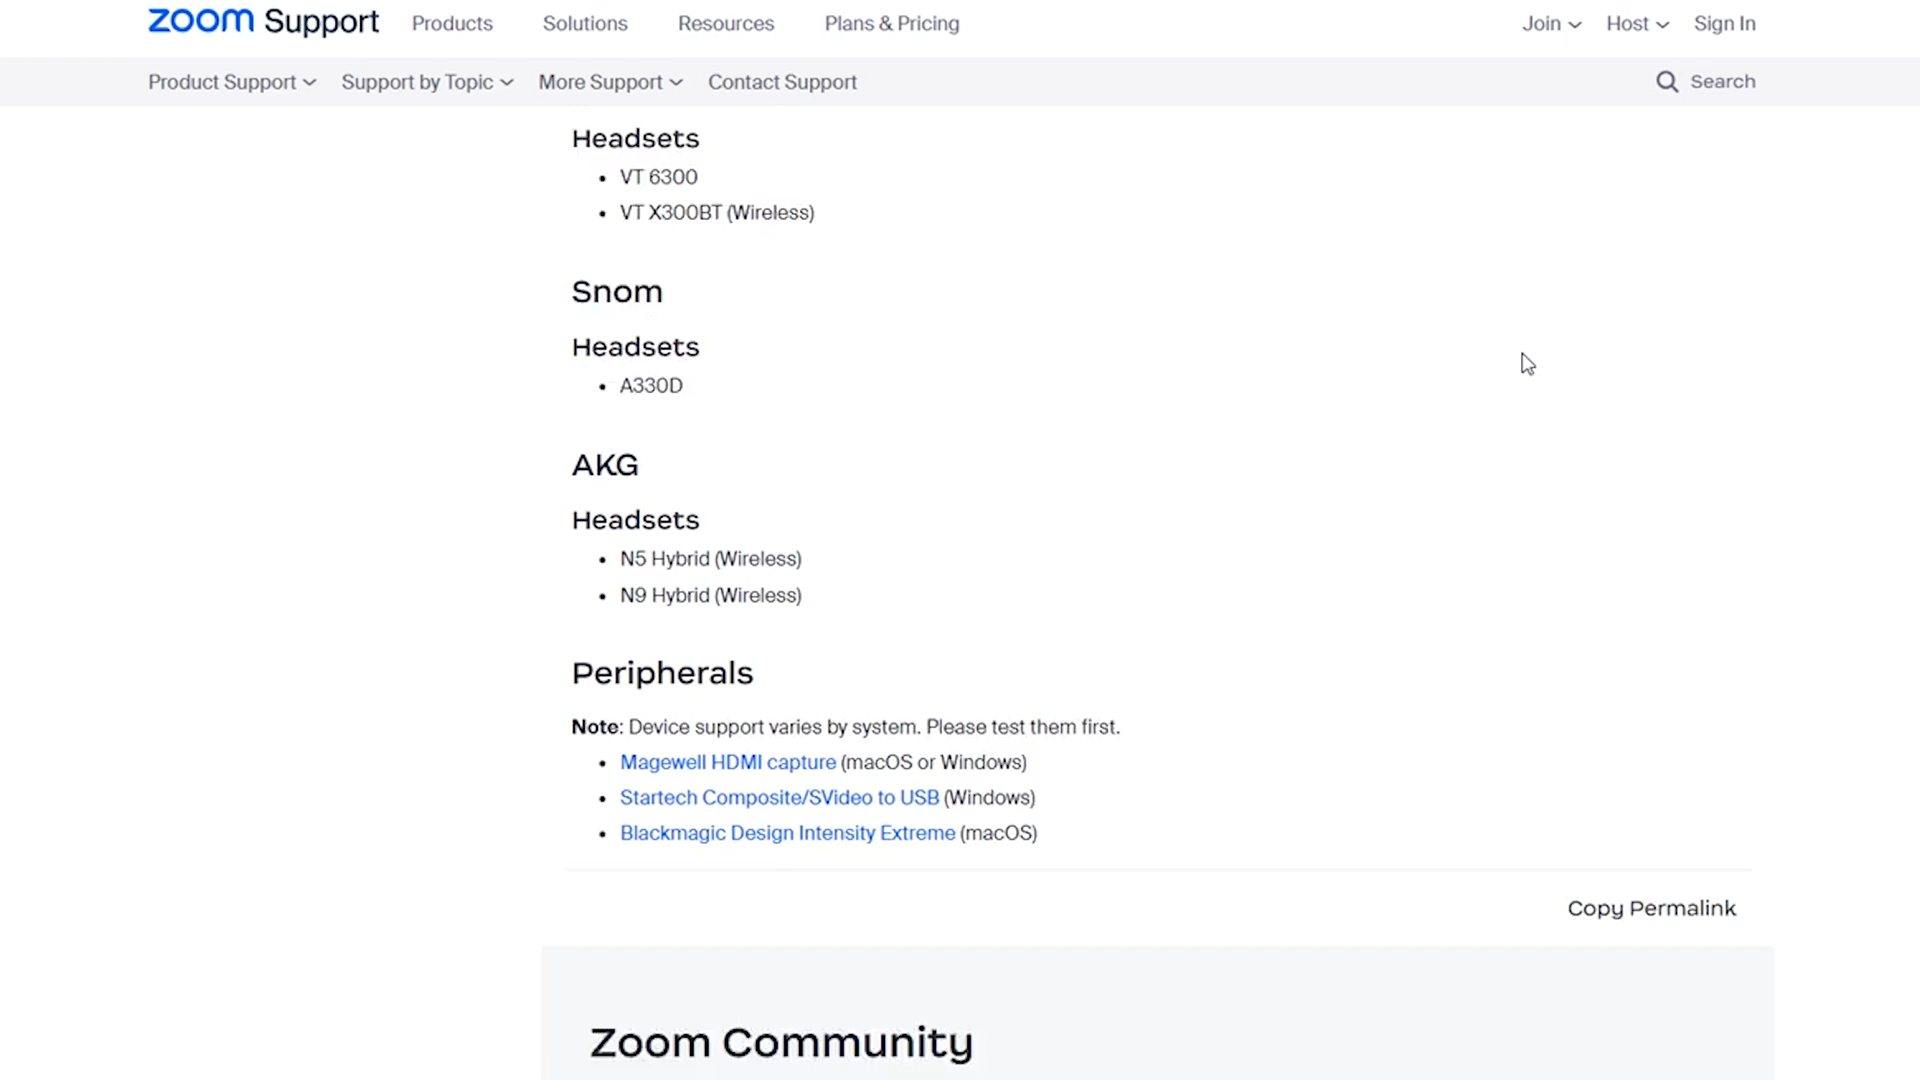 zoom Support Products Solutions Resources Plans & Pricing Join Host Sign In
Product Support Support by Topic More Support Contact Support Search
Headsets
• VT 6300
• VT X300BT (Wireless)
Snom
Headsets
• A330D
AKG
Headsets
• N5 Hybrid (Wireless)
• N9 Hybrid (Wireless)
Peripherals
Note: Device support varies by system. Please test them first.
• Magewell HDMI capture (macOS or Windows)
• Startech Composite/SVideo to USB (Windows)
• Blackmagic Design Intensity Extreme (macOS)
Copy Permalink
Zoom Community